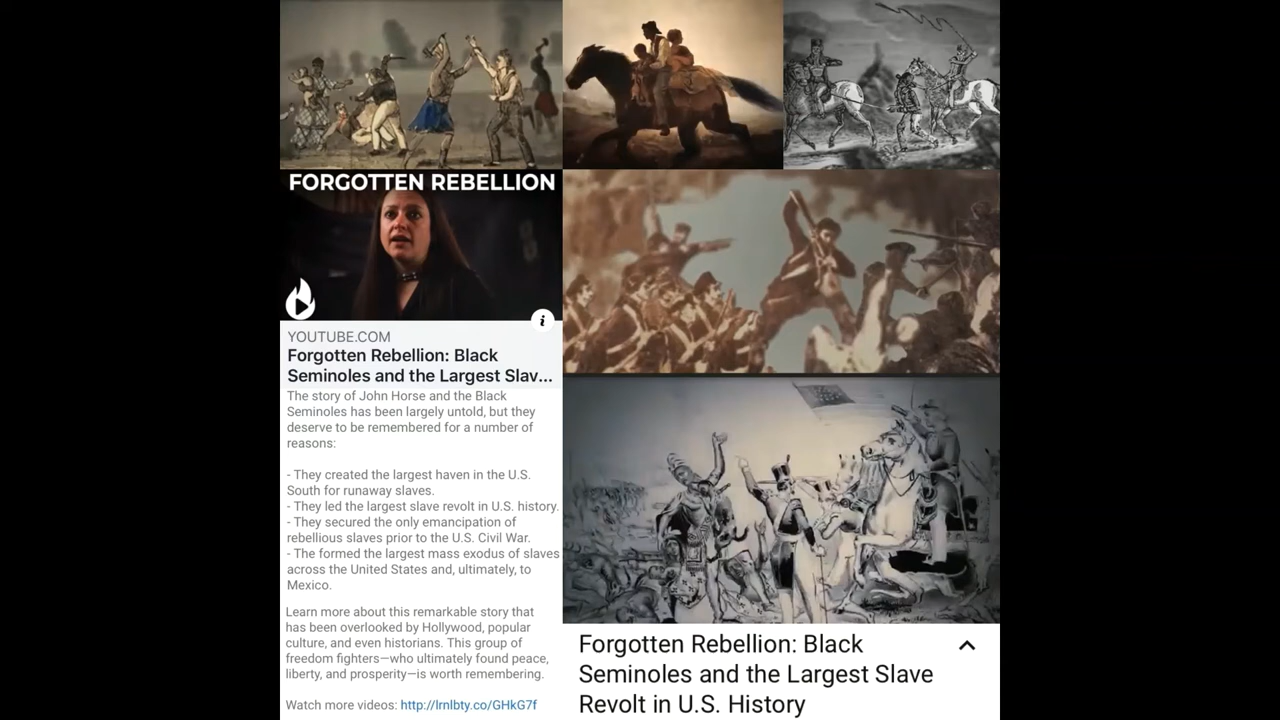 FORGOTTEN REBELLION
i
YOUTUBE.COM
Forgotten Rebellion: Black
Seminoles and the Largest Slav...
The story of John Horse and the Black
Seminoles has been largely untold, but they
deserve to be remembered for a number of
reasons:
- They created the largest haven in the U.S.
South for runaway slaves.
- They led the largest slave revolt in U.S. history.
- They secured the only emancipation of
rebellious slaves prior to the U.S. Civil War.
- The formed the largest mass exodus of slaves
across the United States and, ultimately, to
Mexico.
Learn more about this remarkable story that
has been overlooked by Hollywood, popular
culture, and even historians. This group of
freedom fighters—who ultimately found peace,
liberty, and prosperity—is worth remembering.
Watch more videos: http://lrnlbty.co/GHkG7f
Forgotten Rebellion: Black
Seminoles and the Largest Slave
Revolt in U.S. History